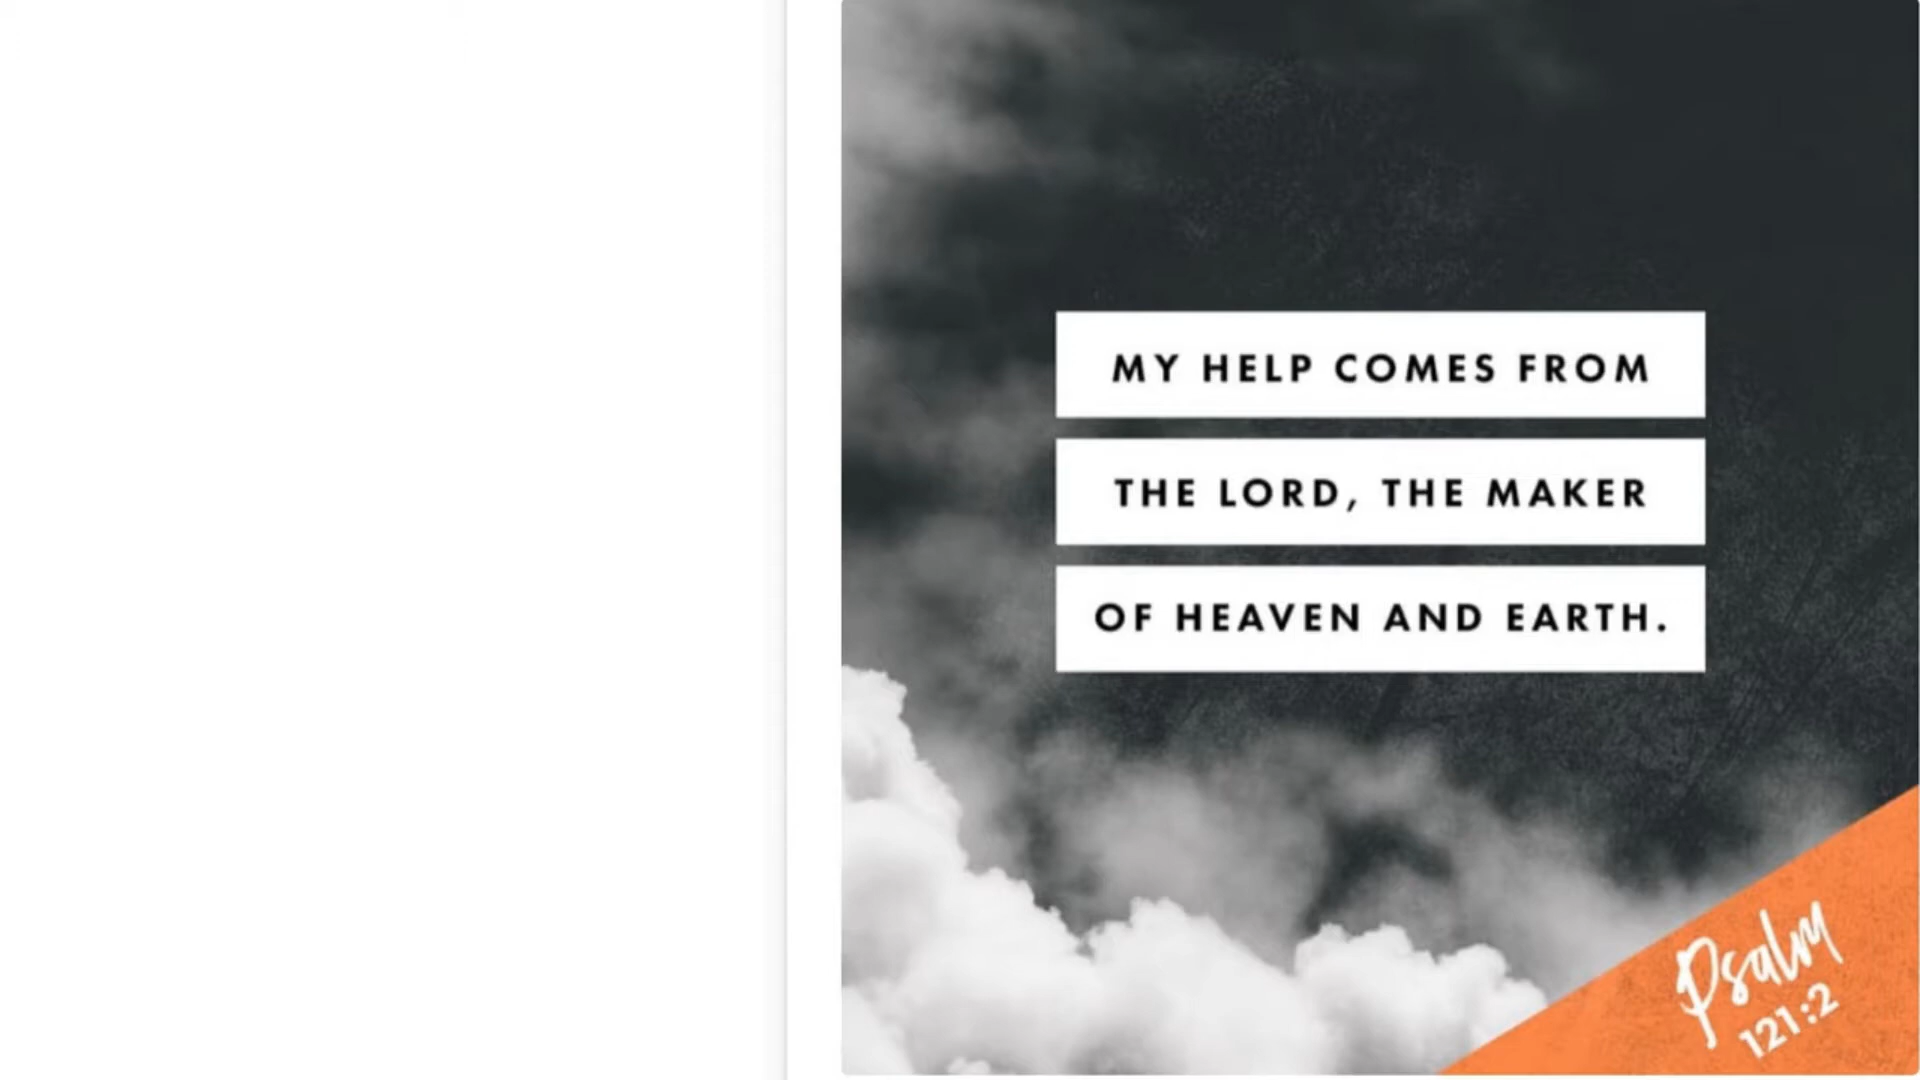 MY HELP COMES FROM
THE LORD, THE MAKER
OF HEAVEN AND EARTH.
Psalm
121:2